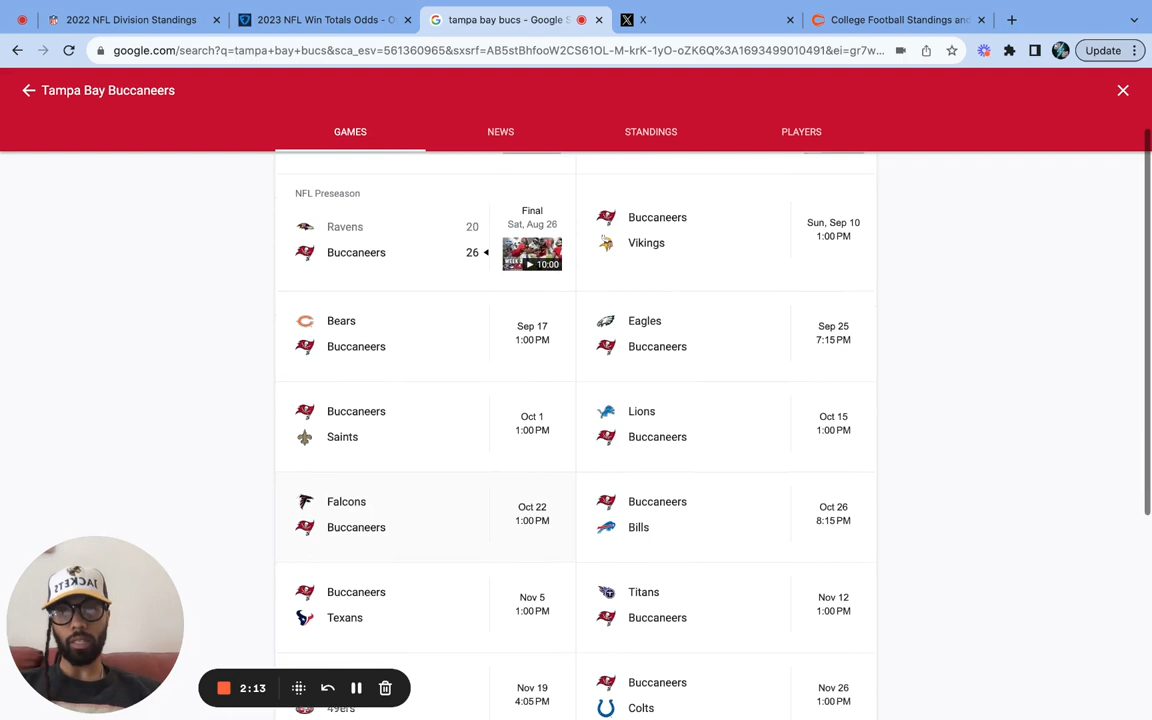 2022 NFL Division Standings
2023 NFL Win Totals Odds - O
tampa bay bucs - Google S
X
College Football Standings and
google.com/search?q=tampa+bay+bucs&sca_esv=561360965&sxsrf=AB5stBhfooW2CS61OL-M-krK-1yO-oZK6Q%3A1693499010491&ei=gr7w...
Update
Tampa Bay Buccaneers
GAMES
NEWS
STANDINGS
PLAYERS
NFL Preseason
Ravens 20
Buccaneers 26
Final
Sat, Aug 26
10:00
Buccaneers
Vikings
Sun, Sep 10
1:00 PM
Bears
Buccaneers
Sep 17
1:00 PM
Eagles
Buccaneers
Sep 25
7:15 PM
Buccaneers
Saints
Oct 1
1:00 PM
Lions
Buccaneers
Oct 15
1:00 PM
Falcons
Buccaneers
Oct 22
1:00 PM
Buccaneers
Bills
Oct 26
8:15 PM
Buccaneers
Texans
Nov 5
1:00 PM
Titans
Buccaneers
Nov 12
1:00 PM
49ers
Nov 19
4:05 PM
Buccaneers
Colts
Nov 26
1:00 PM
JACKETS
2:13